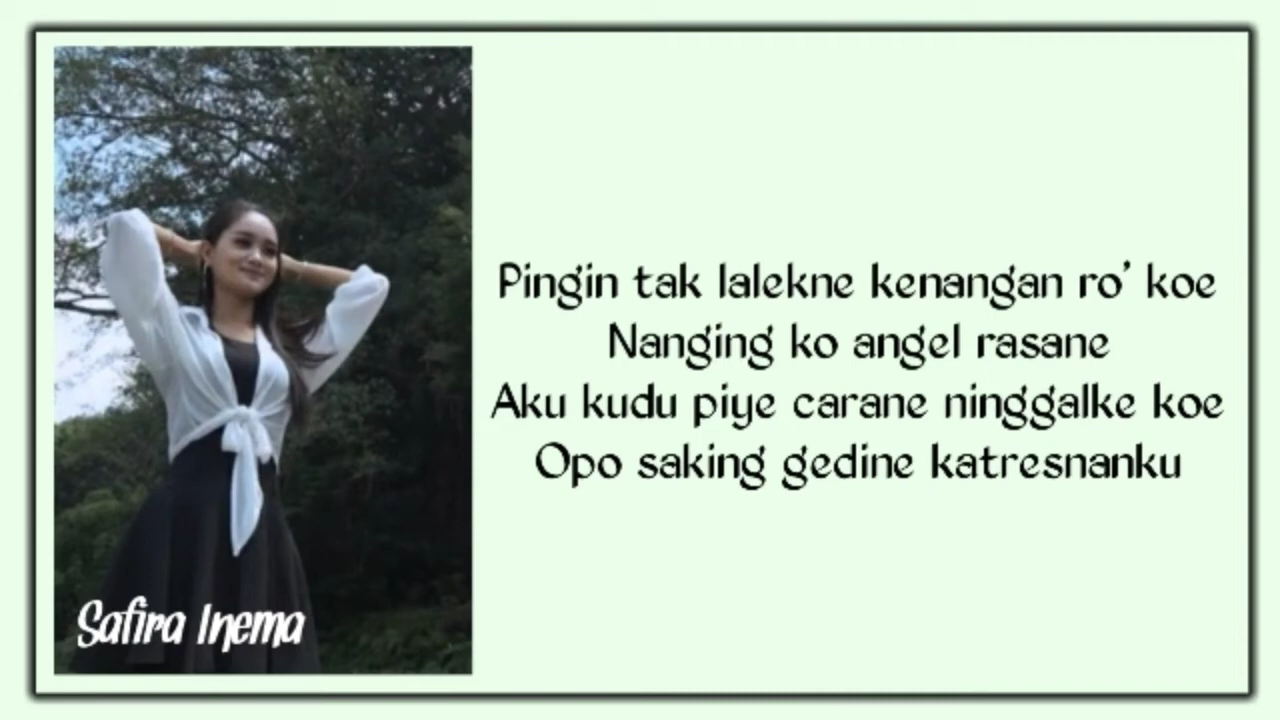 Safira Inema
Pingin tak lalekne kenangan ro' koe
Nanging ko angel rasane
Aku kudu piye carane ninggalke koe
Opo saking gedine katresnanku